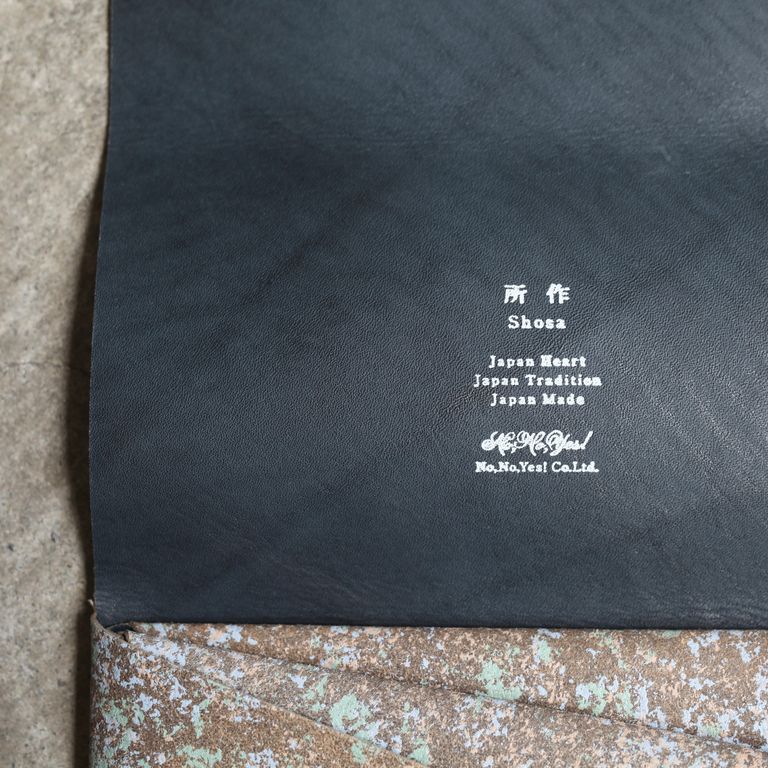 所作
Shosa
Japan Heart
Japan Tradition
Japan Made
No,No,Yes!
No,No,Yes! Co.Ltd.